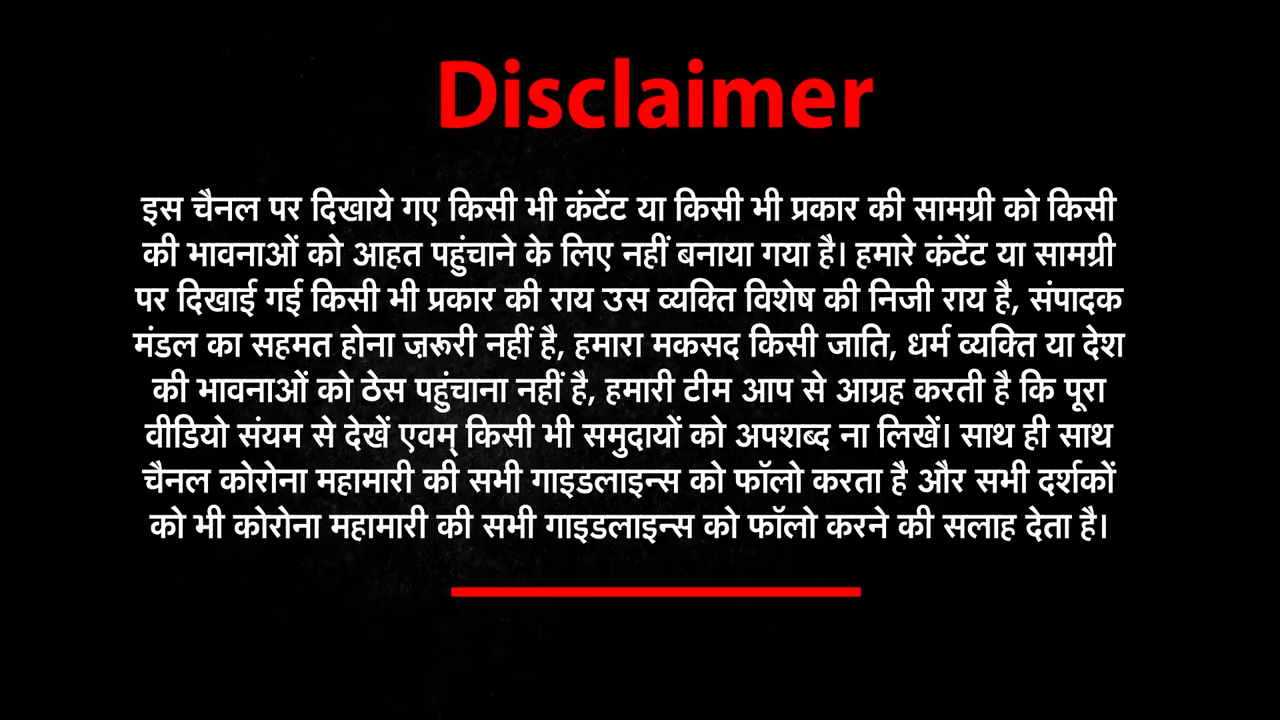 Disclaimer
इस चैनल पर दिखाये गए किसी भी कंटेंट या किसी भी प्रकार की सामग्री को किसी
की भावनाओं को आहत पहुंचाने के लिए नहीं बनाया गया है। हमारे कंटेंट या सामग्री
पर दिखाई गई किसी भी प्रकार की राय उस व्यक्ति विशेष की निजी राय है, संपादक
मंडल का सहमत होना ज़रूरी नहीं है, हमारा मकसद किसी जाति, धर्म व्यक्ति या देश
की भावनाओं को ठेस पहुंचाना नहीं है, हमारी टीम आप से आग्रह करती है कि पूरा
वीडियो संयम से देखें एवम् किसी भी समुदायों को अपशब्द ना लिखें। साथ ही साथ
चैनल कोरोना महामारी की सभी गाइडलाइन्स को फॉलो करता है और सभी दर्शकों
को भी कोरोना महामारी की सभी गाइडलाइन्स को फॉलो करने की सलाह देता है।